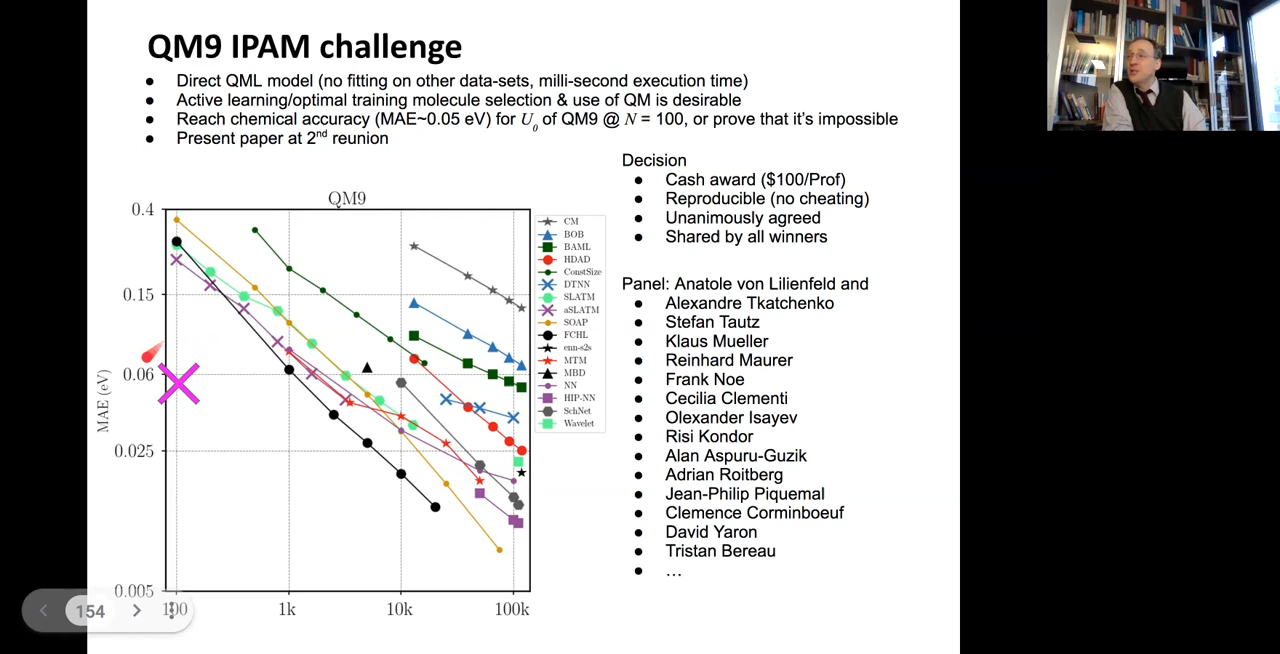 QM9 IPAM challenge
● Direct QML model (no fitting on other data-sets, milli-second execution time)
● Active learning/optimal training molecule selection & use of QM is desirable
● Reach chemical accuracy (MAE~0.05 eV) for U0 of QM9 @ N = 100, or prove that it's impossible
● Present paper at 2nd reunion
Decision
● Cash award ($100/Prof)
● Reproducible (no cheating)
● Unanimously agreed
● Shared by all winners
Panel: Anatole von Lilienfeld and
● Alexandre Tkatchenko
● Stefan Tautz
● Klaus Mueller
● Reinhard Maurer
● Frank Noe
● Cecilia Clementi
● Olexander Isayev
● Risi Kondor
● Alan Aspuru-Guzik
● Adrian Roitberg
● Jean-Philip Piquemal
● Clemence Corminboeuf
● David Yaron
● Tristan Bereau
● …
QM9
0.4
0.15
0.06
0.025
0.005
MAE (eV)
100
1k
10k
100k
CM
BOB
BAML
HDAD
ConstSize
DTNN
SLATM
aSLATM
SOAP
FCHL
enn-s2s
MTM
MBD
NN
HIP-NN
SchNet
Wavelet
154